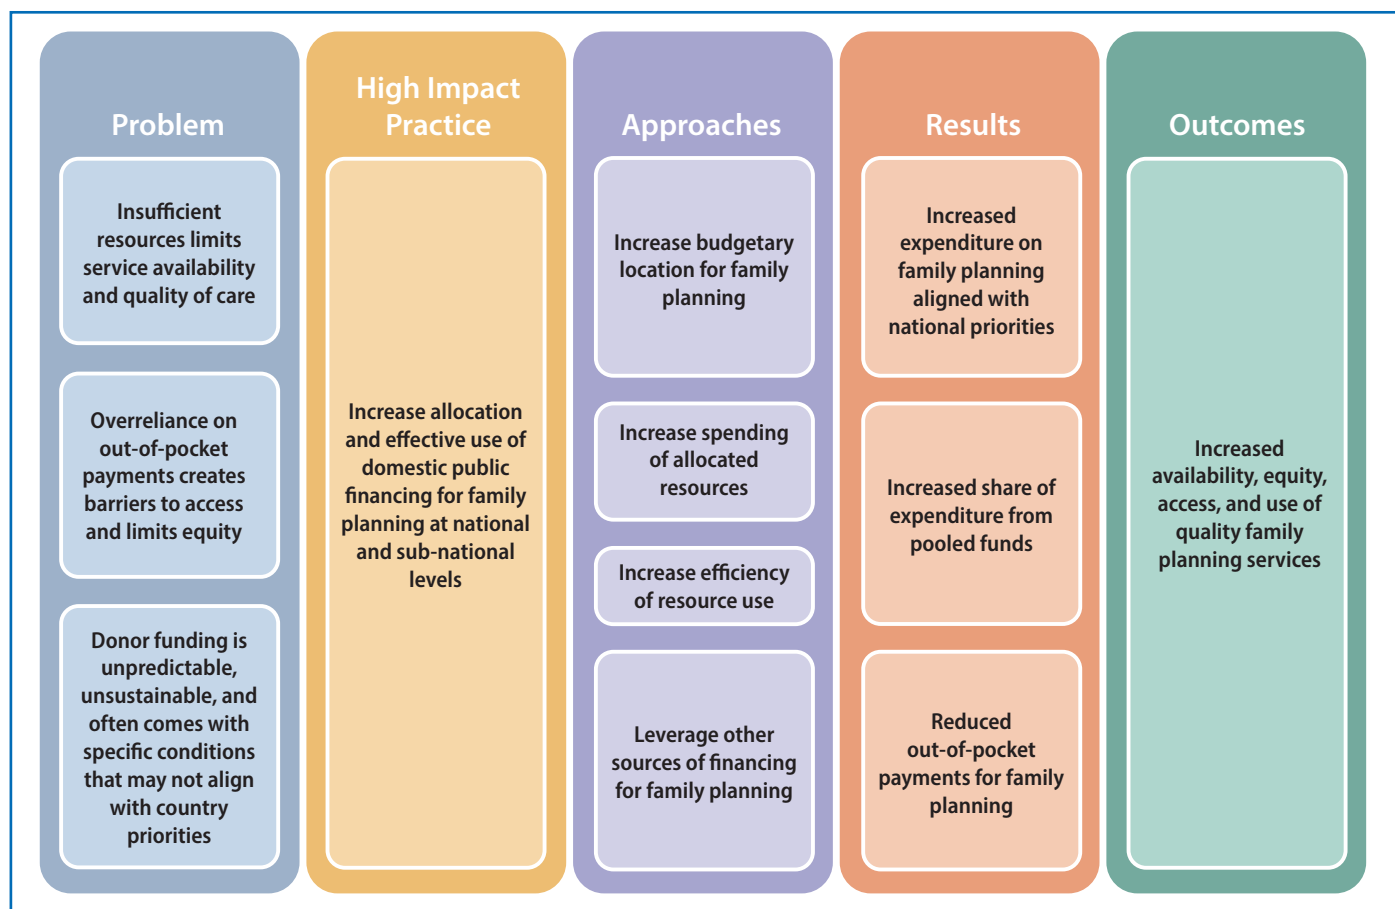 Problem
Insufficient
resources limits
service availability
and quality of care
Overreliance on
out-of-pocket
payments creates
barriers to access
and limits equity
Donor funding is
unpredictable,
unsustainable, and
often comes with
specific conditions
that may not align
with country
priorities
High Impact
Practice
Increase allocation
and effective use of
domestic public
financing for family
planning at national
and sub-national
levels
Approaches
Increase budgetary
location for family
planning
Increase spending
of allocated
resources
Increase efficiency
of resource use
Leverage other
sources of financing
for family planning
Results
Increased
expenditure on
family planning
aligned with
national priorities
Increased share of
expenditure from
pooled funds
Reduced
out-of-pocket
payments for family
planning
Outcomes
Increased
availability, equity,
access, and use of
quality family
planning services